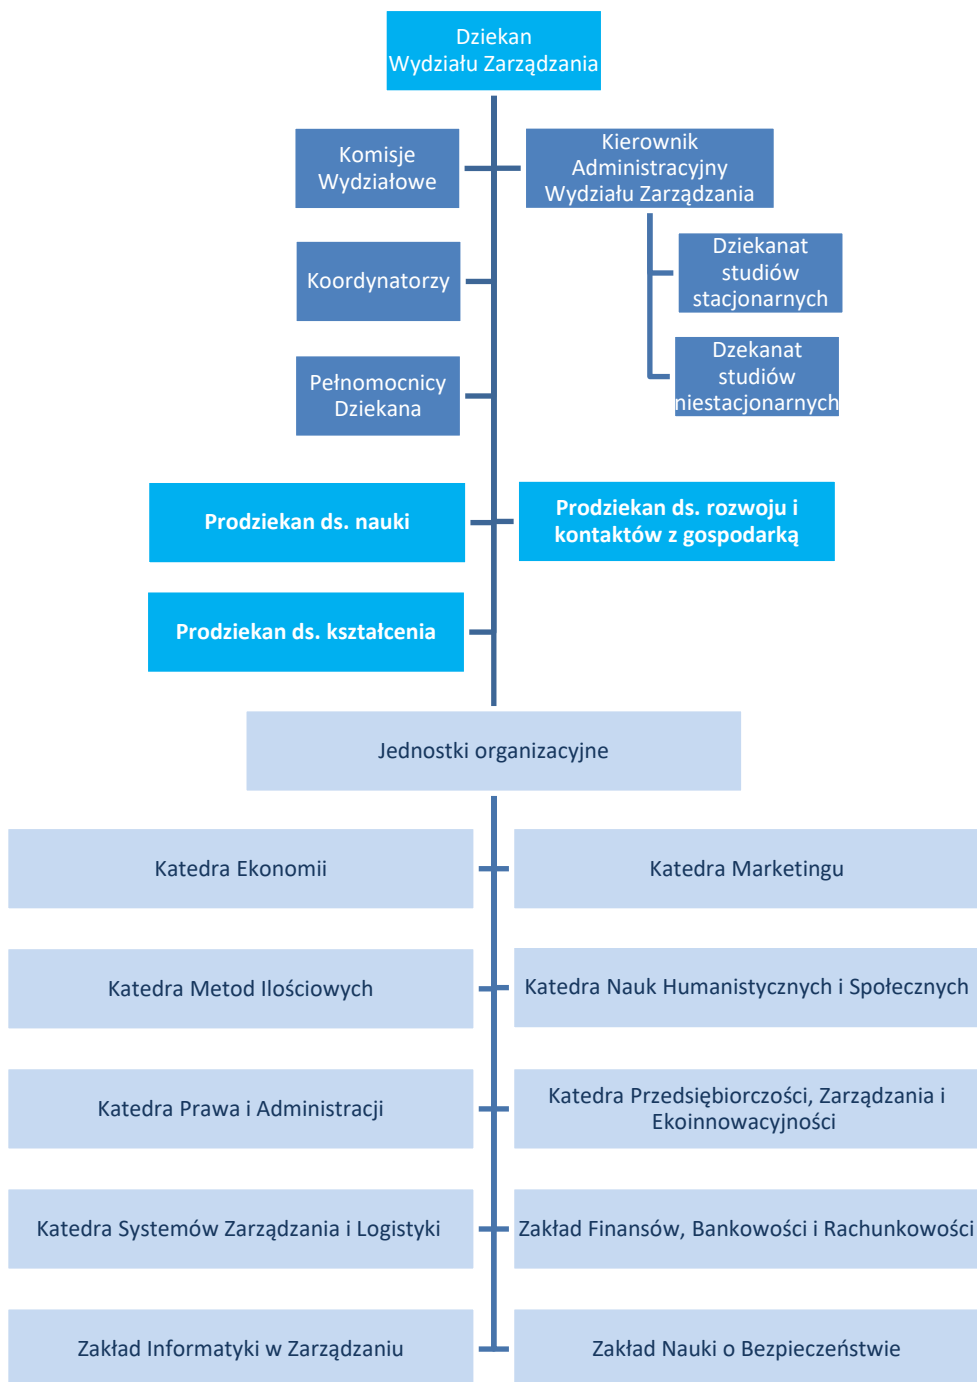 Dziekan
Wydziału Zarządzania
Komisje
Wydziałowe
Kierownik
Administracyjny
Wydziału Zarządzania
Koordynatorzy
Dziekanat
studiów
stacjonarnych
Pełnomocnicy
Dziekana
Dzekanat
studiów
niestacjonarnych
Prodziekan ds. nauki
Prodziekan ds. rozwoju i
kontaktów z gospodarką
Prodziekan ds. kształcenia
Jednostki organizacyjne
Katedra Ekonomii
Katedra Marketingu
Katedra Metod Ilościowych
Katedra Nauk Humanistycznych i Społecznych
Katedra Prawa i Administracji
Katedra Przedsiębiorczości, Zarządzania i
Ekoinnowacyjności
Katedra Systemów Zarządzania i Logistyki
Zakład Finansów, Bankowości i Rachunkowości
Zakład Informatyki w Zarządzaniu
Zakład Nauki o Bezpieczeństwie